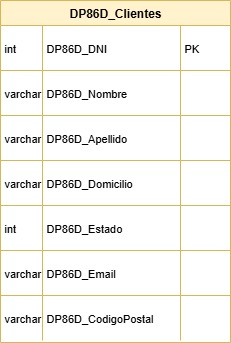 DP86D_Clientes
int DP86D_DNI PK
varchar DP86D_Nombre
varchar DP86D_Apellido
varchar DP86D_Domicilio
int DP86D_Estado
varchar DP86D_Email
varchar DP86D_CodigoPostal